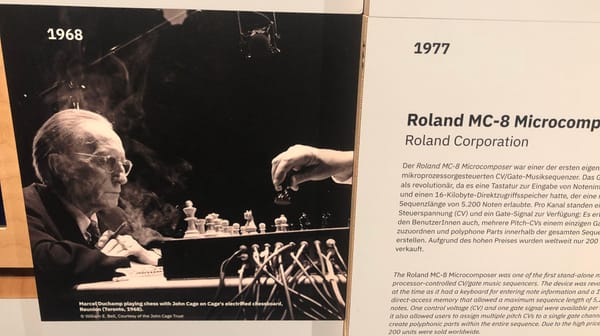 1968
Marcel Duchamp playing chess with John Cage on Cage's electrified chessboard,
Reunion (Toronto, 1968).
© William E. Bell, Courtesy of the John Cage Trust
1977
Roland MC-8 Microcomp
Roland Corporation
Der Roland MC-8 Microcomposer war einer der ersten eigen
mikroprozessorgesteuerten CV/Gate-Musiksequenzer. Das G
als revolutionär, da es eine Tastatur zur Eingabe von Notenin
und einen 16-Kilobyte-Direktzugriffsspeicher hatte, der eine
Sequenzlänge von 5.200 Noten erlaubte. Pro Kanal standen ei
Steuerspannung (CV) und ein Gate-Signal zur Verfügung: Es er
den BenutzerInnen auch, mehrere Pitch-CVs einem einzigen Ga
zuzuordnen und polyphone Parts innerhalb der gesamten Seque
erstellen. Aufgrund des hohen Preises wurden weltweit nur 200
verkauft.
The Roland MC-8 Microcomposer was one of the first stand-alone m
processor-controlled CV/gate music sequencers. The device was revo
at the time as it had a keyboard for entering note information and a 1
direct-access memory that allowed a maximum sequence length of 5.2
notes. One control voltage (CV) and one gate signal were available per
It also allowed users to assign multiple pitch CVs to a single gate chann
create polyphonic parts within the entire sequence. Due to the high pri
200 units were sold worldwide.